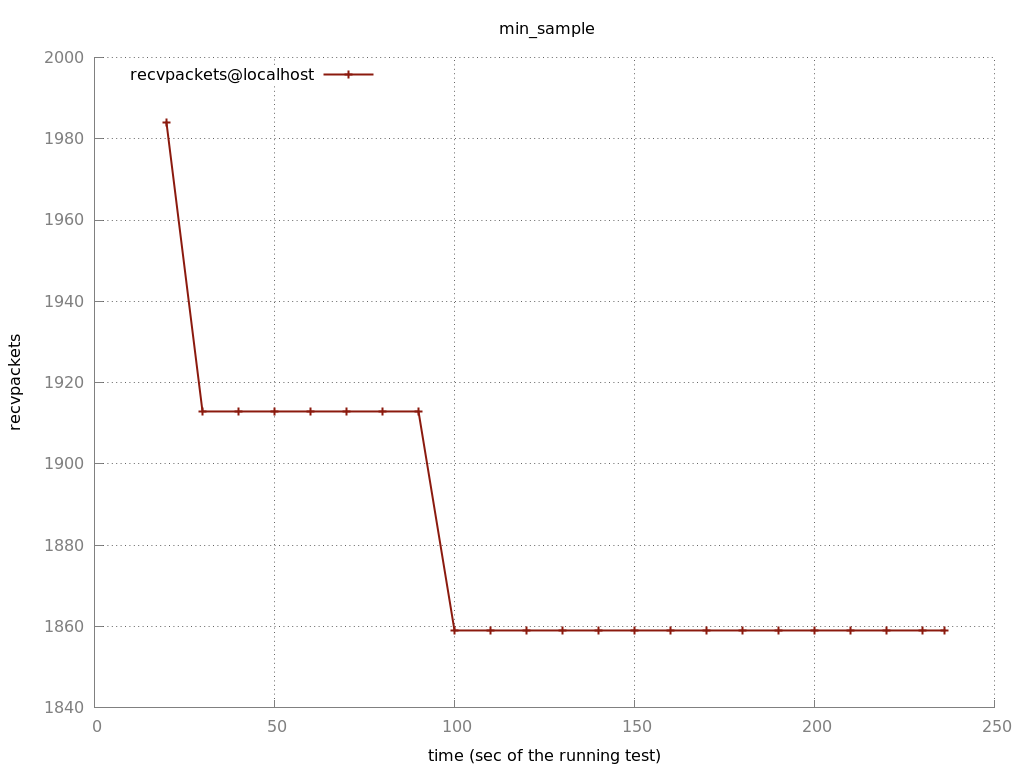 min_sample
2000
recvpackets@localhost
1980
1960
1940
1920
1900
1880
1860
1840
recvpackets
0 50 100 150 200 250
time (sec of the running test)